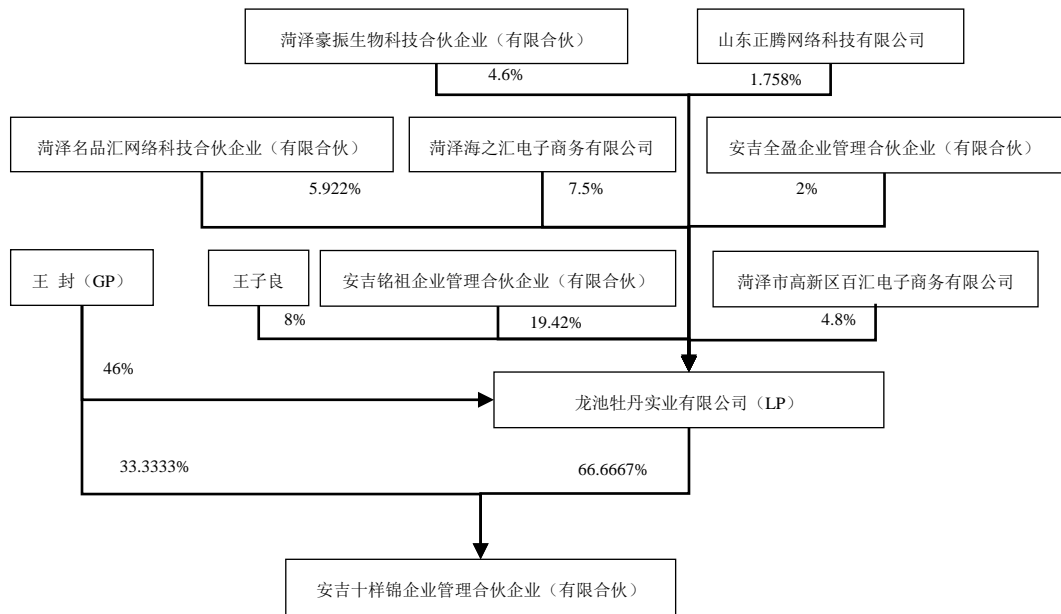 菏泽豪振生物科技合伙企业（有限合伙）
山东正腾网络科技有限公司
4.6%
1.758%
菏泽名品汇网络科技合伙企业（有限合伙）
菏泽海之汇电子商务有限公司
安吉全盈企业管理合伙企业（有限合伙）
5.922%
7.5%
2%
王 封（GP）
王子良
安吉铭祖企业管理合伙企业（有限合伙）
菏泽市高新区百汇电子商务有限公司
8%
19.42%
4.8%
46%
龙池牡丹实业有限公司（LP）
33.3333%
66.6667%
安吉十样锦企业管理合伙企业（有限合伙）